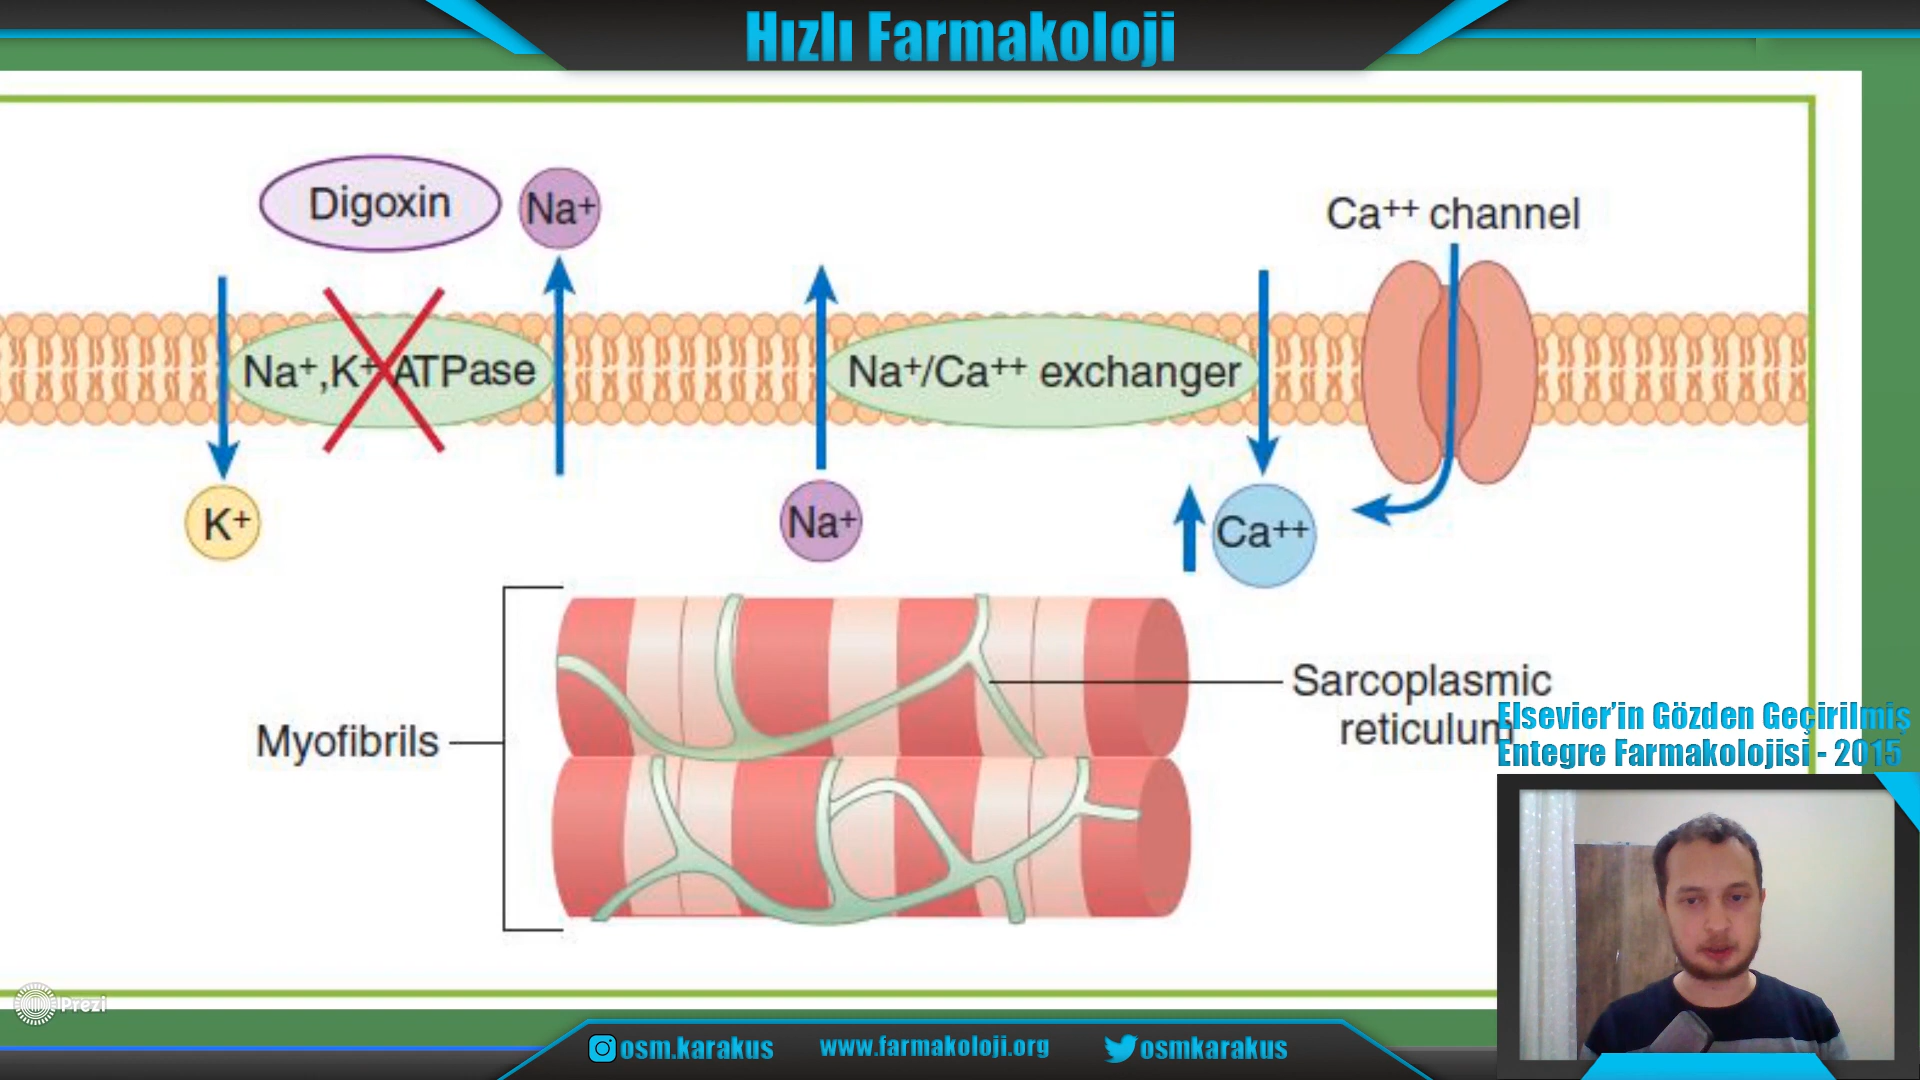 Hızlı Farmakoloji
Digoxin
Na⁺
Ca⁺⁺ channel
Na⁺,K⁺ ATPase
Na⁺/Ca⁺⁺ exchanger
K⁺
Na⁺
Ca⁺⁺
Myofibrils
Sarcoplasmic
reticulum
Elsevier’in Gözden Geçirilmiş
Entegre Farmakolojisi - 2015
Prezi
osm.karakus
www.farmakoloji.org
osmkarakus